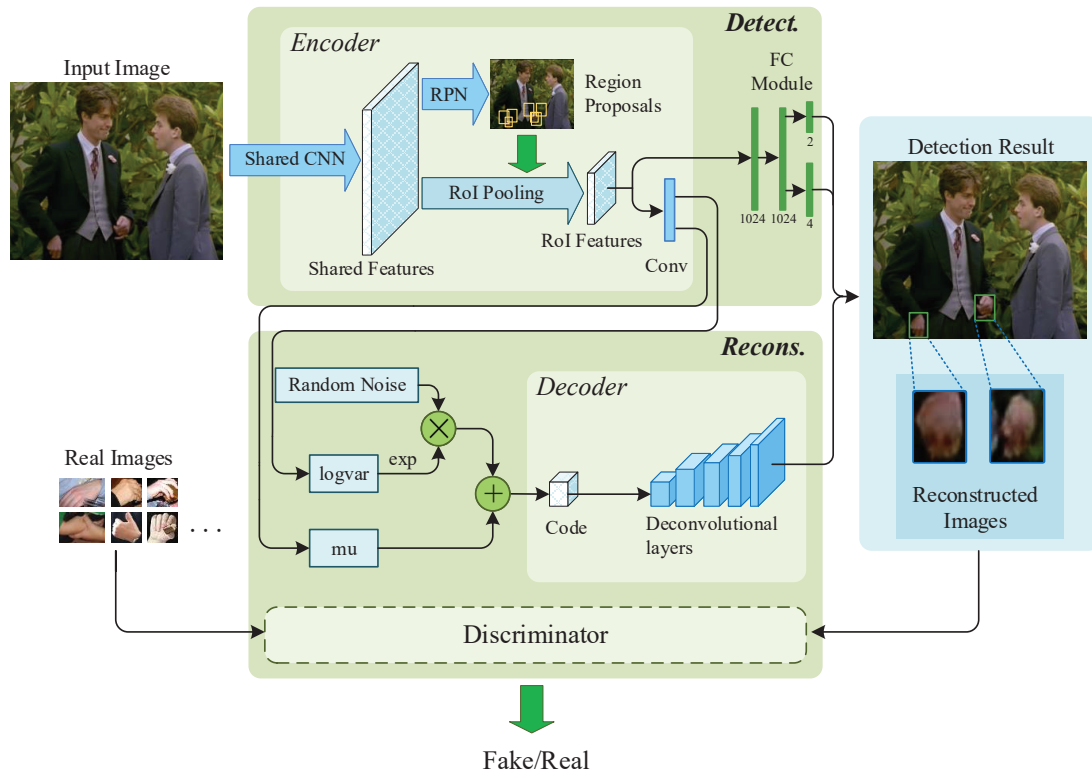 Input Image
Encoder
Detect.
Shared CNN
RPN
Region
Proposals
RoI Pooling
Shared Features
RoI Features
Conv
FC
Module
1024
1024
2
4
Detection Result
Reconstructed
Images
Recons.
Random Noise
logvar
exp
mu
Decoder
Code
Deconvolutional
layers
Real Images
. . .
Discriminator
Fake/Real